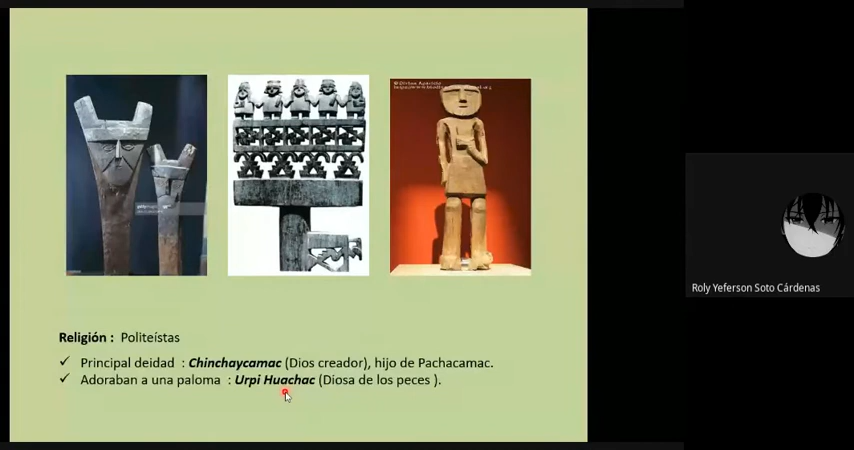 Religión : Politeístas
✓ Principal deidad : Chinchaycamac (Dios creador), hijo de Pachacamac.
✓ Adoraban a una paloma : Urpi Huachac (Diosa de los peces ).
Roly Yeferson Soto Cárdenas